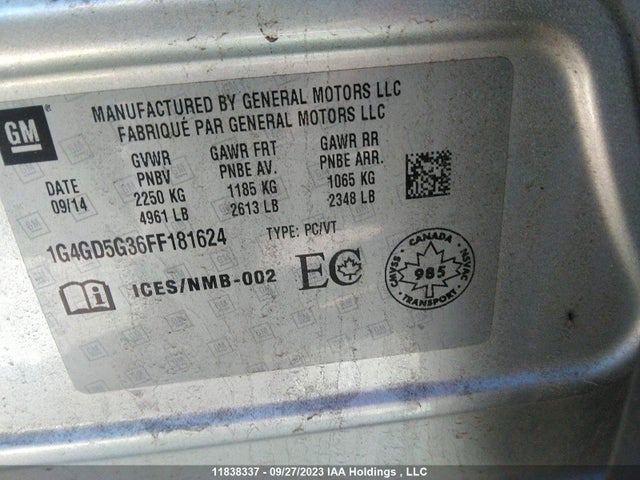 GM
MANUFACTURED BY GENERAL MOTORS LLC
FABRIQUÉ PAR GENERAL MOTORS LLC
DATE
09/14
GVWR
PNBV
2250 KG
4961 LB
GAWR FRT
PNBE AV.
1185 KG
2613 LB
GAWR RR
PNBE ARR.
1065 KG
2348 LB
1G4GD5G36FF181624
TYPE: PC/VT
ICES/NMB-002
EC
CANADA
CMVSS
985
NSVAC
TRANSPORT
11838337 - 09/27/2023 IAA Holdings , LLC